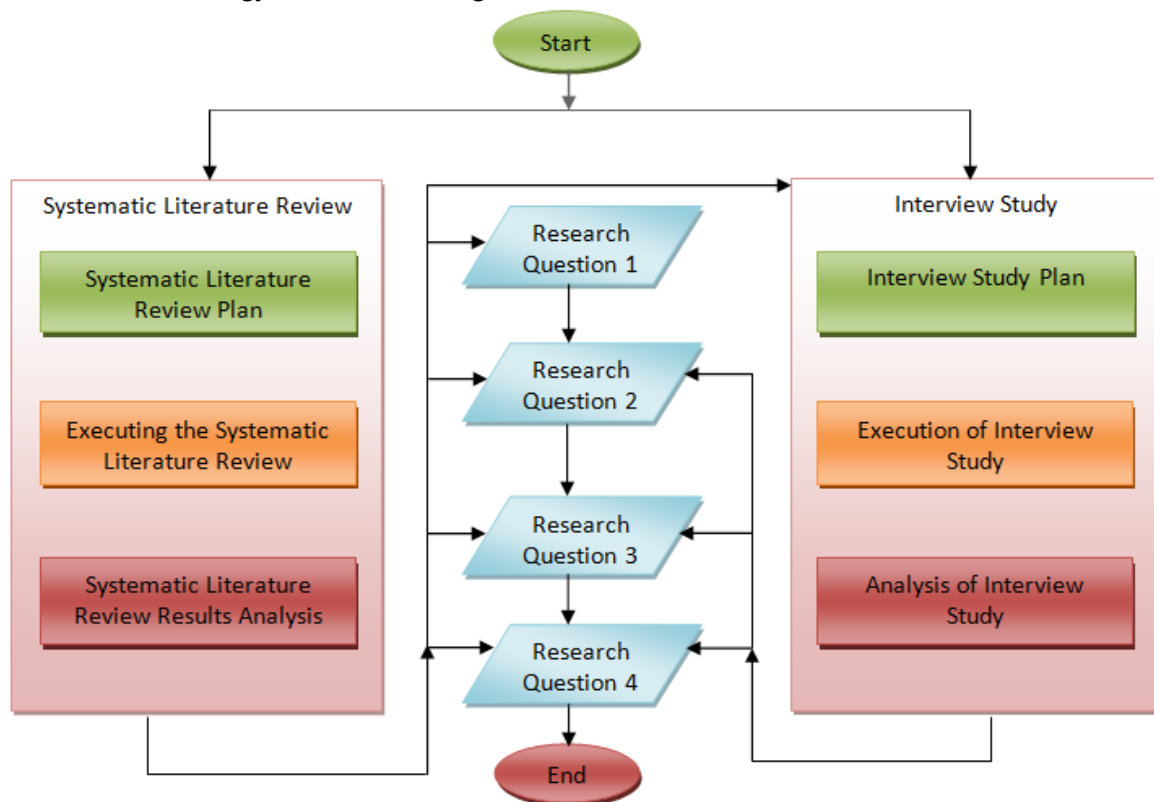 Start
Systematic Literature Review
Systematic Literature
Review Plan
Executing the Systematic
Literature Review
Systematic Literature
Review Results Analysis
Research
Question 1
Research
Question 2
Research
Question 3
Research
Question 4
End
Interview Study
Interview Study Plan
Execution of Interview
Study
Analysis of Interview
Study